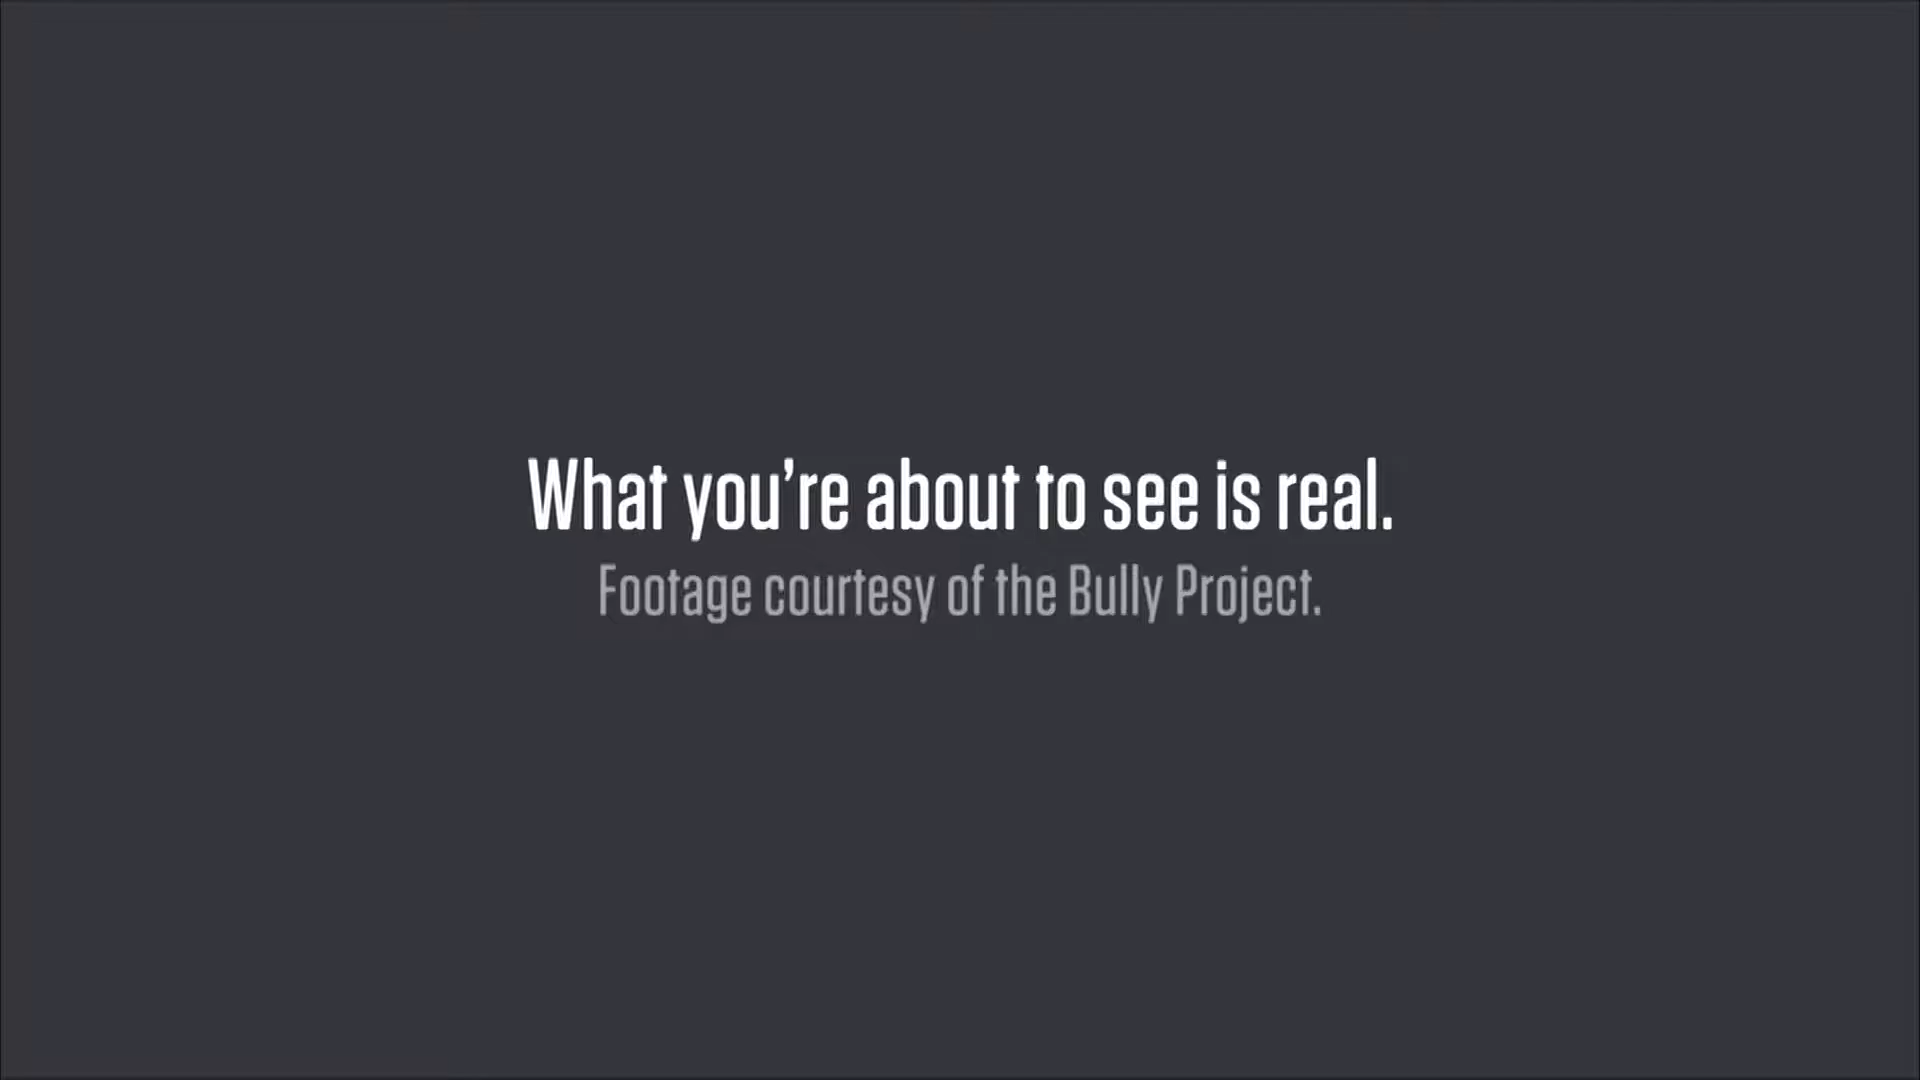 What you’re about to see is real.
Footage courtesy of the Bully Project.